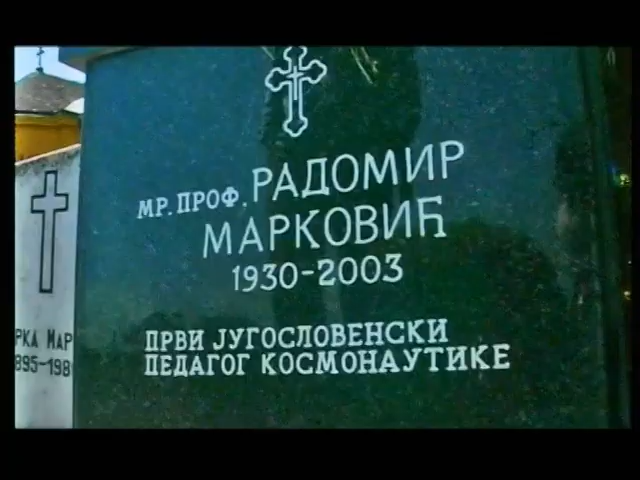 МР. ПРОФ. РАДОМИР
МАРКОВИЋ
1930-2003
ПРВИ ЈУГОСЛОВЕНСКИ
ПЕДАГОГ КОСМОНАУТИКЕ